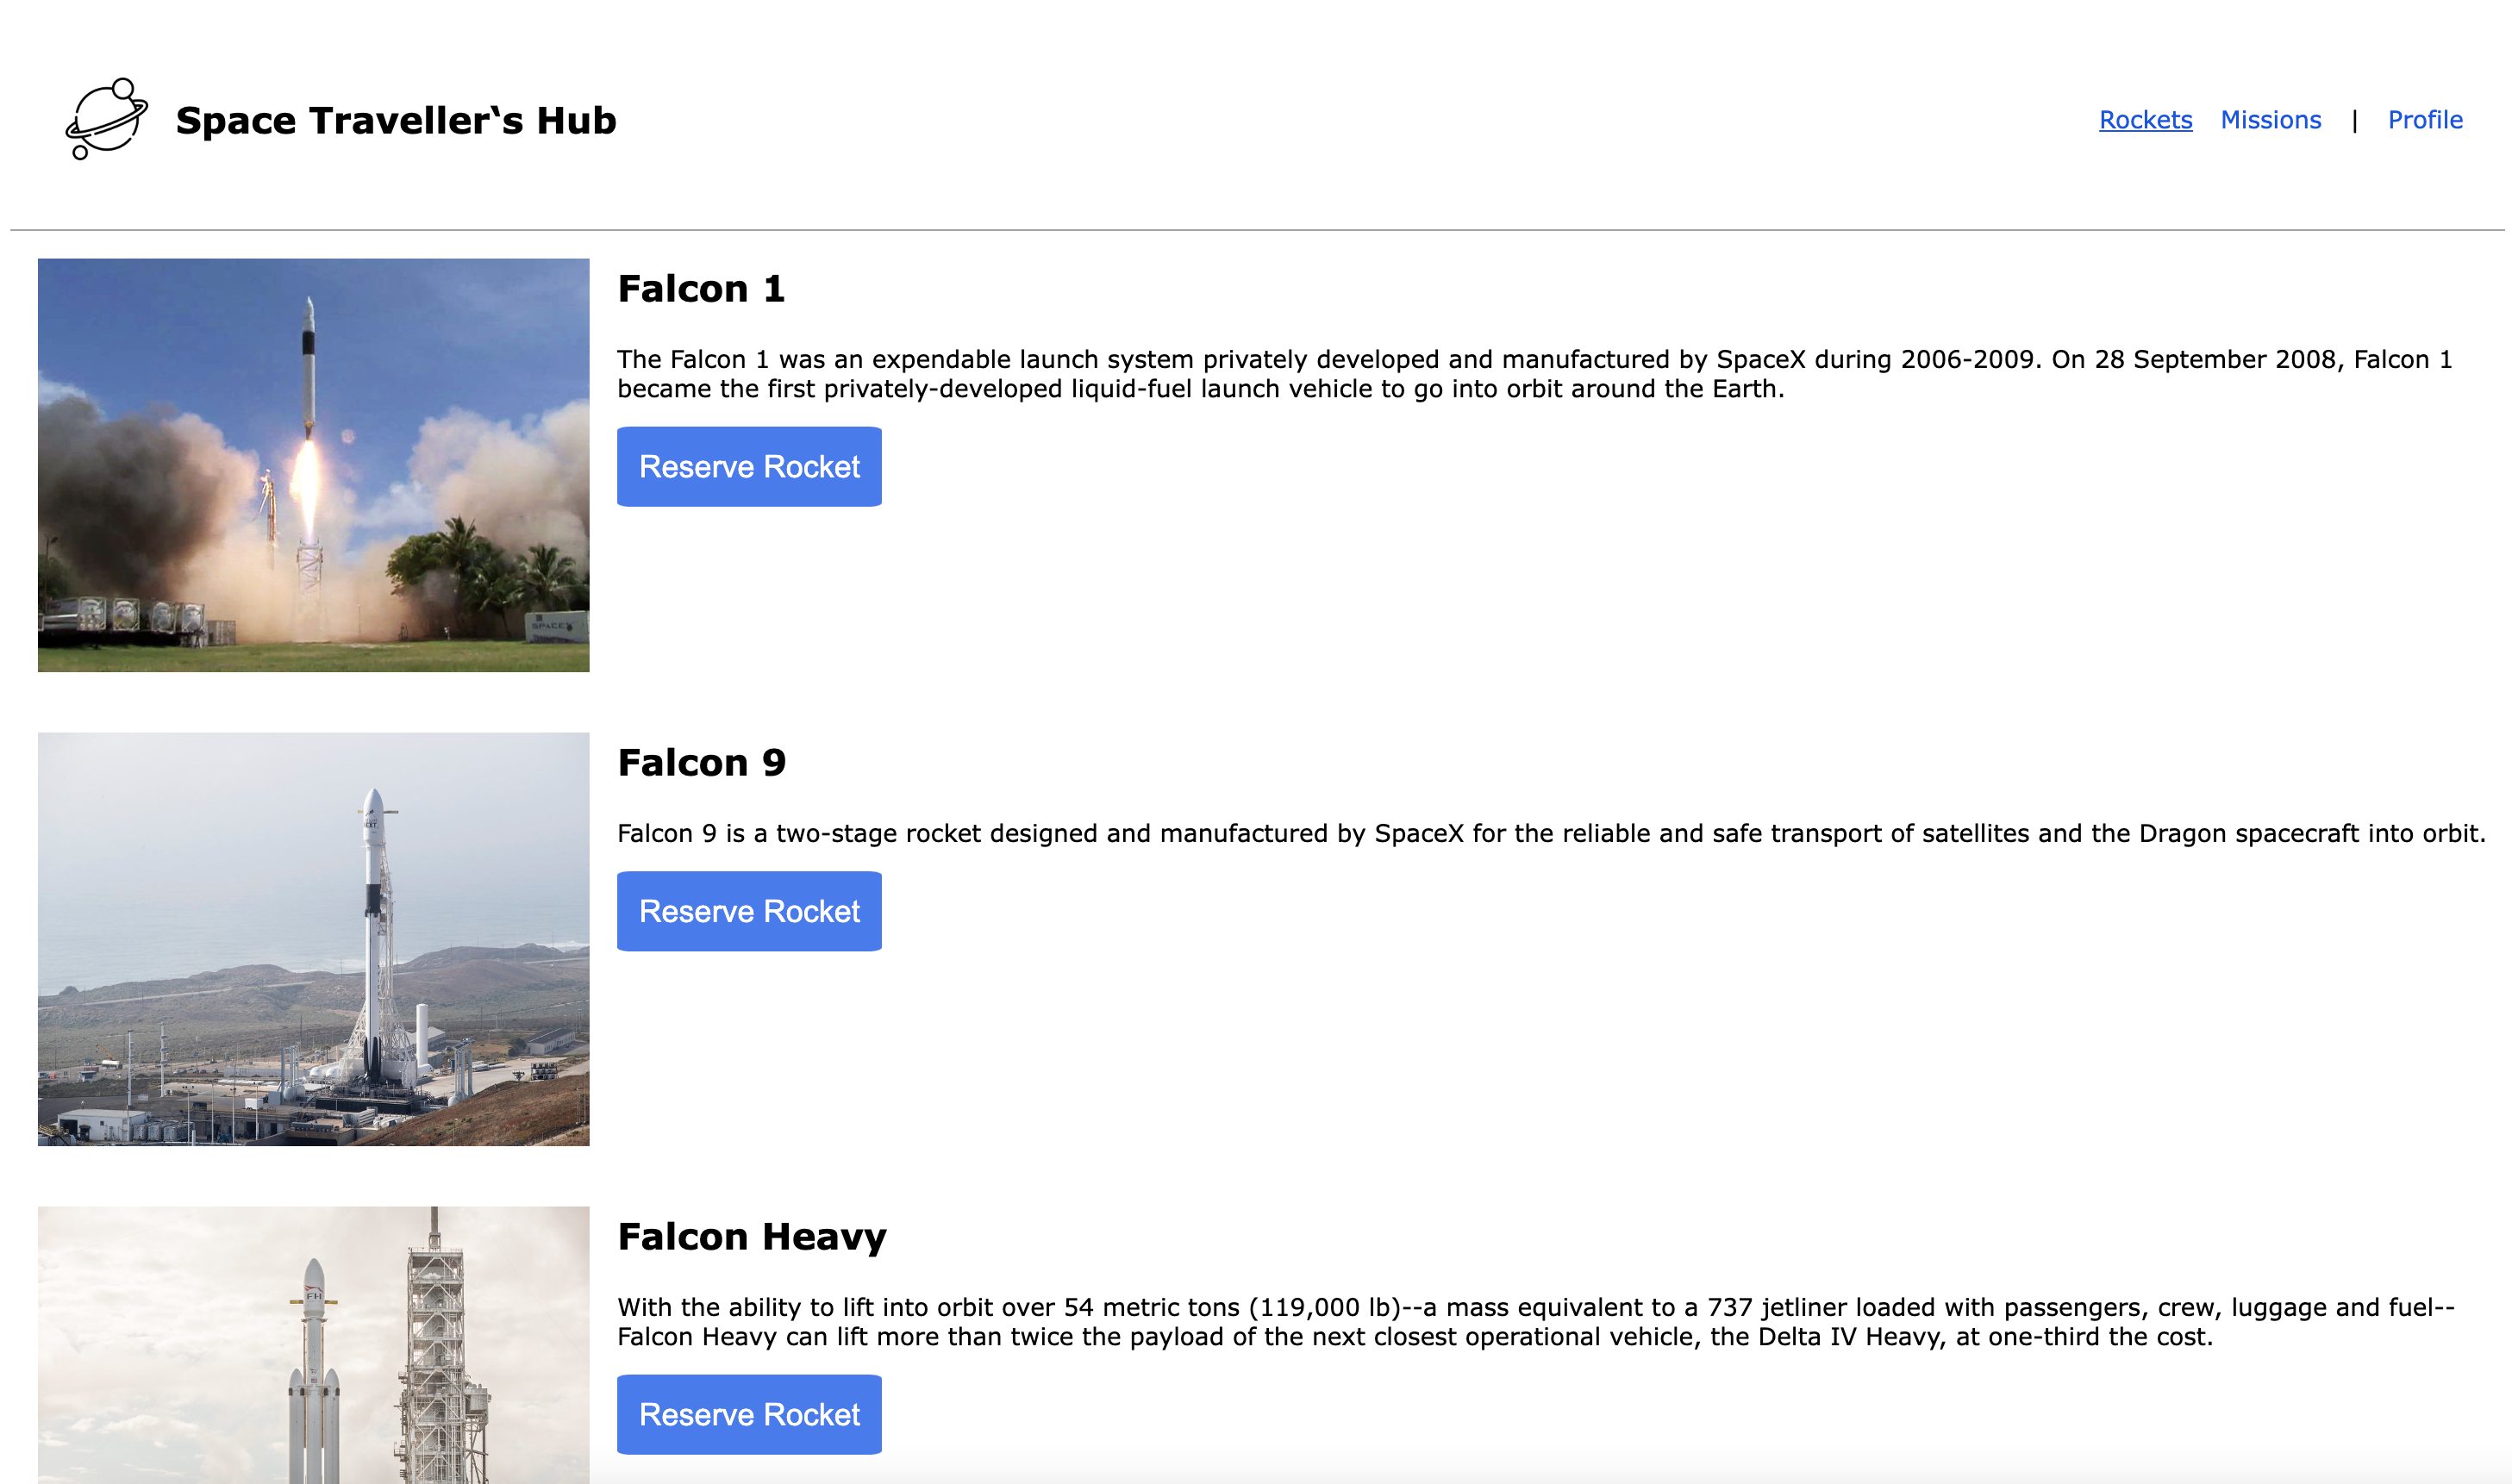 Space Traveller‛s Hub
Rockets Missions | Profile
Falcon 1
The Falcon 1 was an expendable launch system privately developed and manufactured by SpaceX during 2006-2009. On 28 September 2008, Falcon 1
became the first privately-developed liquid-fuel launch vehicle to go into orbit around the Earth.
Reserve Rocket
SPACEX
Falcon 9
Falcon 9 is a two-stage rocket designed and manufactured by SpaceX for the reliable and safe transport of satellites and the Dragon spacecraft into orbit.
Reserve Rocket
Falcon Heavy
With the ability to lift into orbit over 54 metric tons (119,000 lb)--a mass equivalent to a 737 jetliner loaded with passengers, crew, luggage and fuel--
Falcon Heavy can lift more than twice the payload of the next closest operational vehicle, the Delta IV Heavy, at one-third the cost.
FH
Reserve Rocket